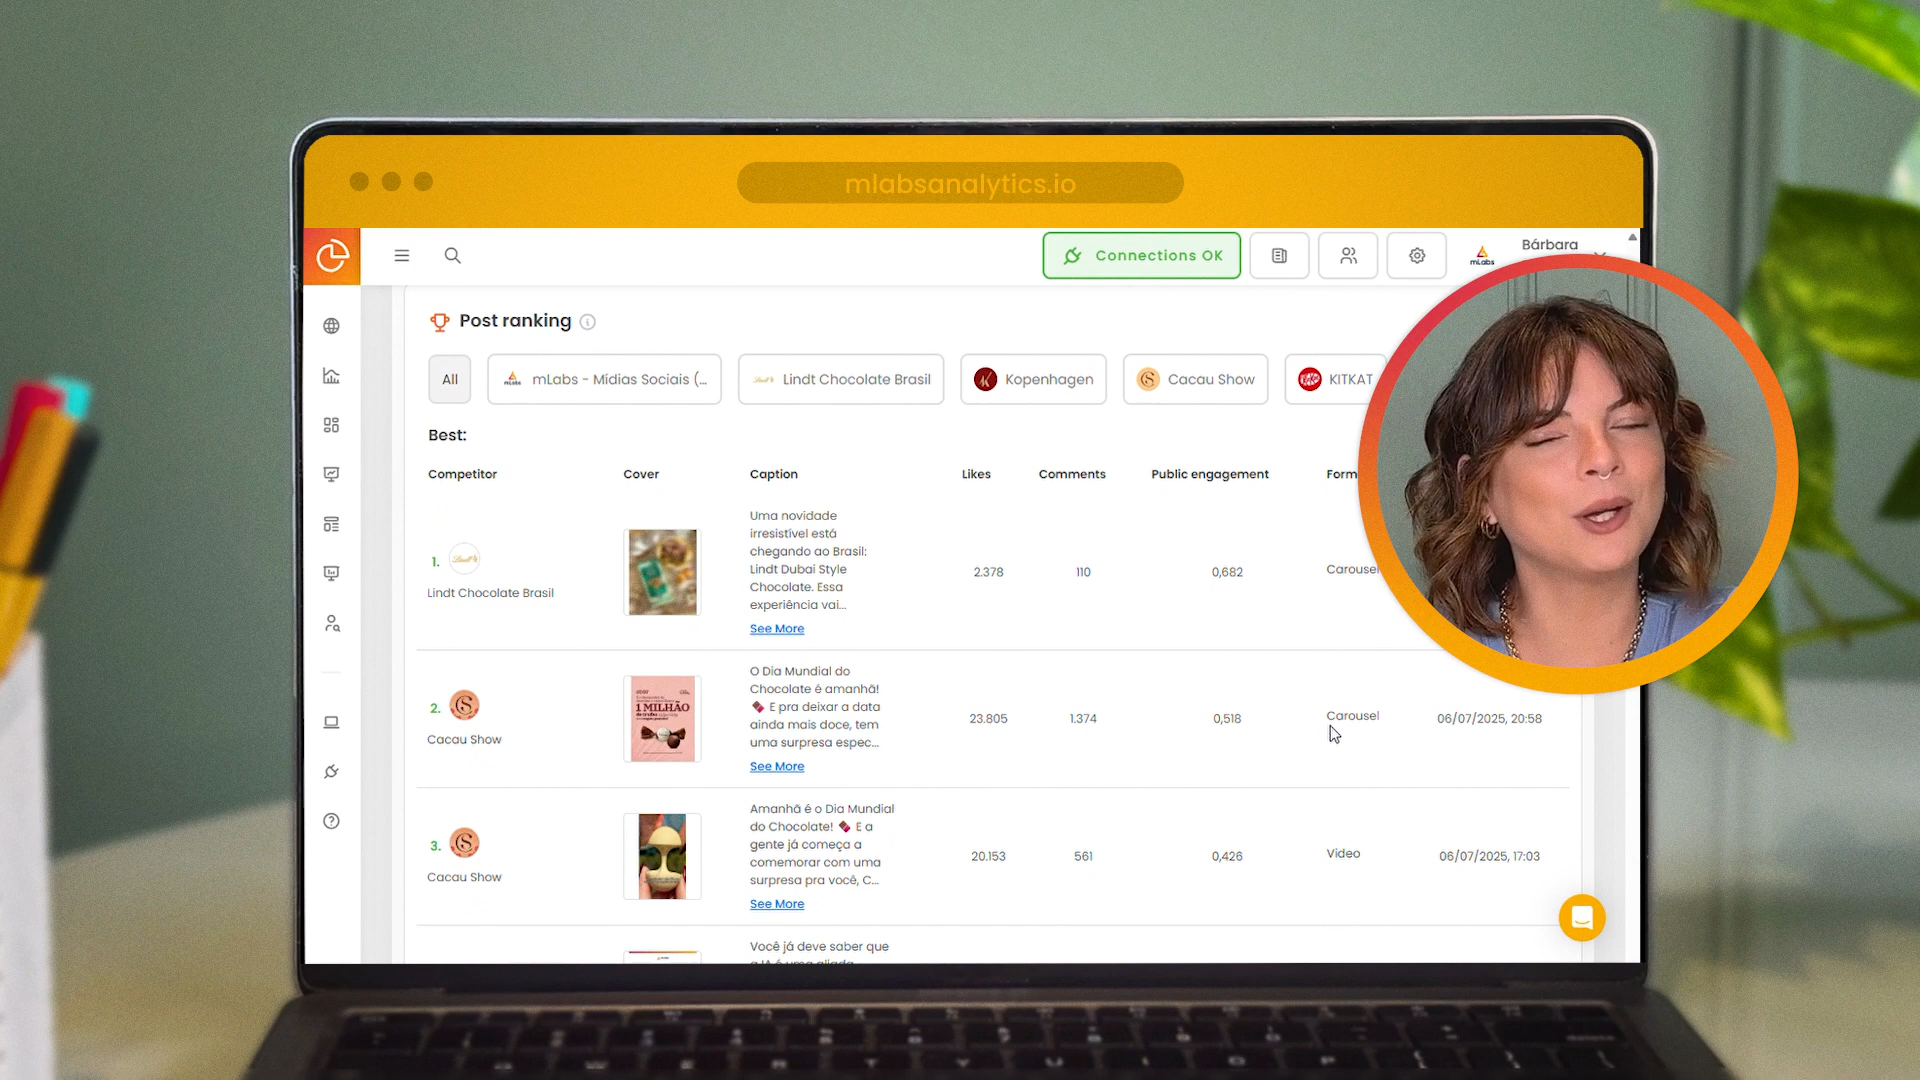 mlabsanalytics.io
Connections OK
mLabs
Bárbara
Post ranking
All
mLabs
mLabs - Mídias Sociais (...
Lindt Chocolate Brasil
Kopenhagen
Cacau Show
KITKAT
Best:
Competitor
Cover
Caption
Likes
Comments
Public engagement
Form
1.
Lindt Chocolate Brasil
Uma novidade
irresistível está
chegando ao Brasil:
Lindt Dubai Style
Chocolate. Essa
experiência vai...
See More
2.378
110
0,682
Carousel
2.
Cacau Show
1 MILHÃO
O Dia Mundial do
Chocolate é amanhã!
🍫 E pra deixar a data
ainda mais doce, tem
uma surpresa espec...
See More
23.805
1.374
0,518
Carousel
06/07/2025, 20:58
3.
Cacau Show
Amanhã é o Dia Mundial
do Chocolate! 🍫 E a
gente já começa a
comemorar com uma
surpresa pra você, C...
See More
20.153
561
0,426
Video
06/07/2025, 17:03
Você já deve saber que
a IA é uma aliada